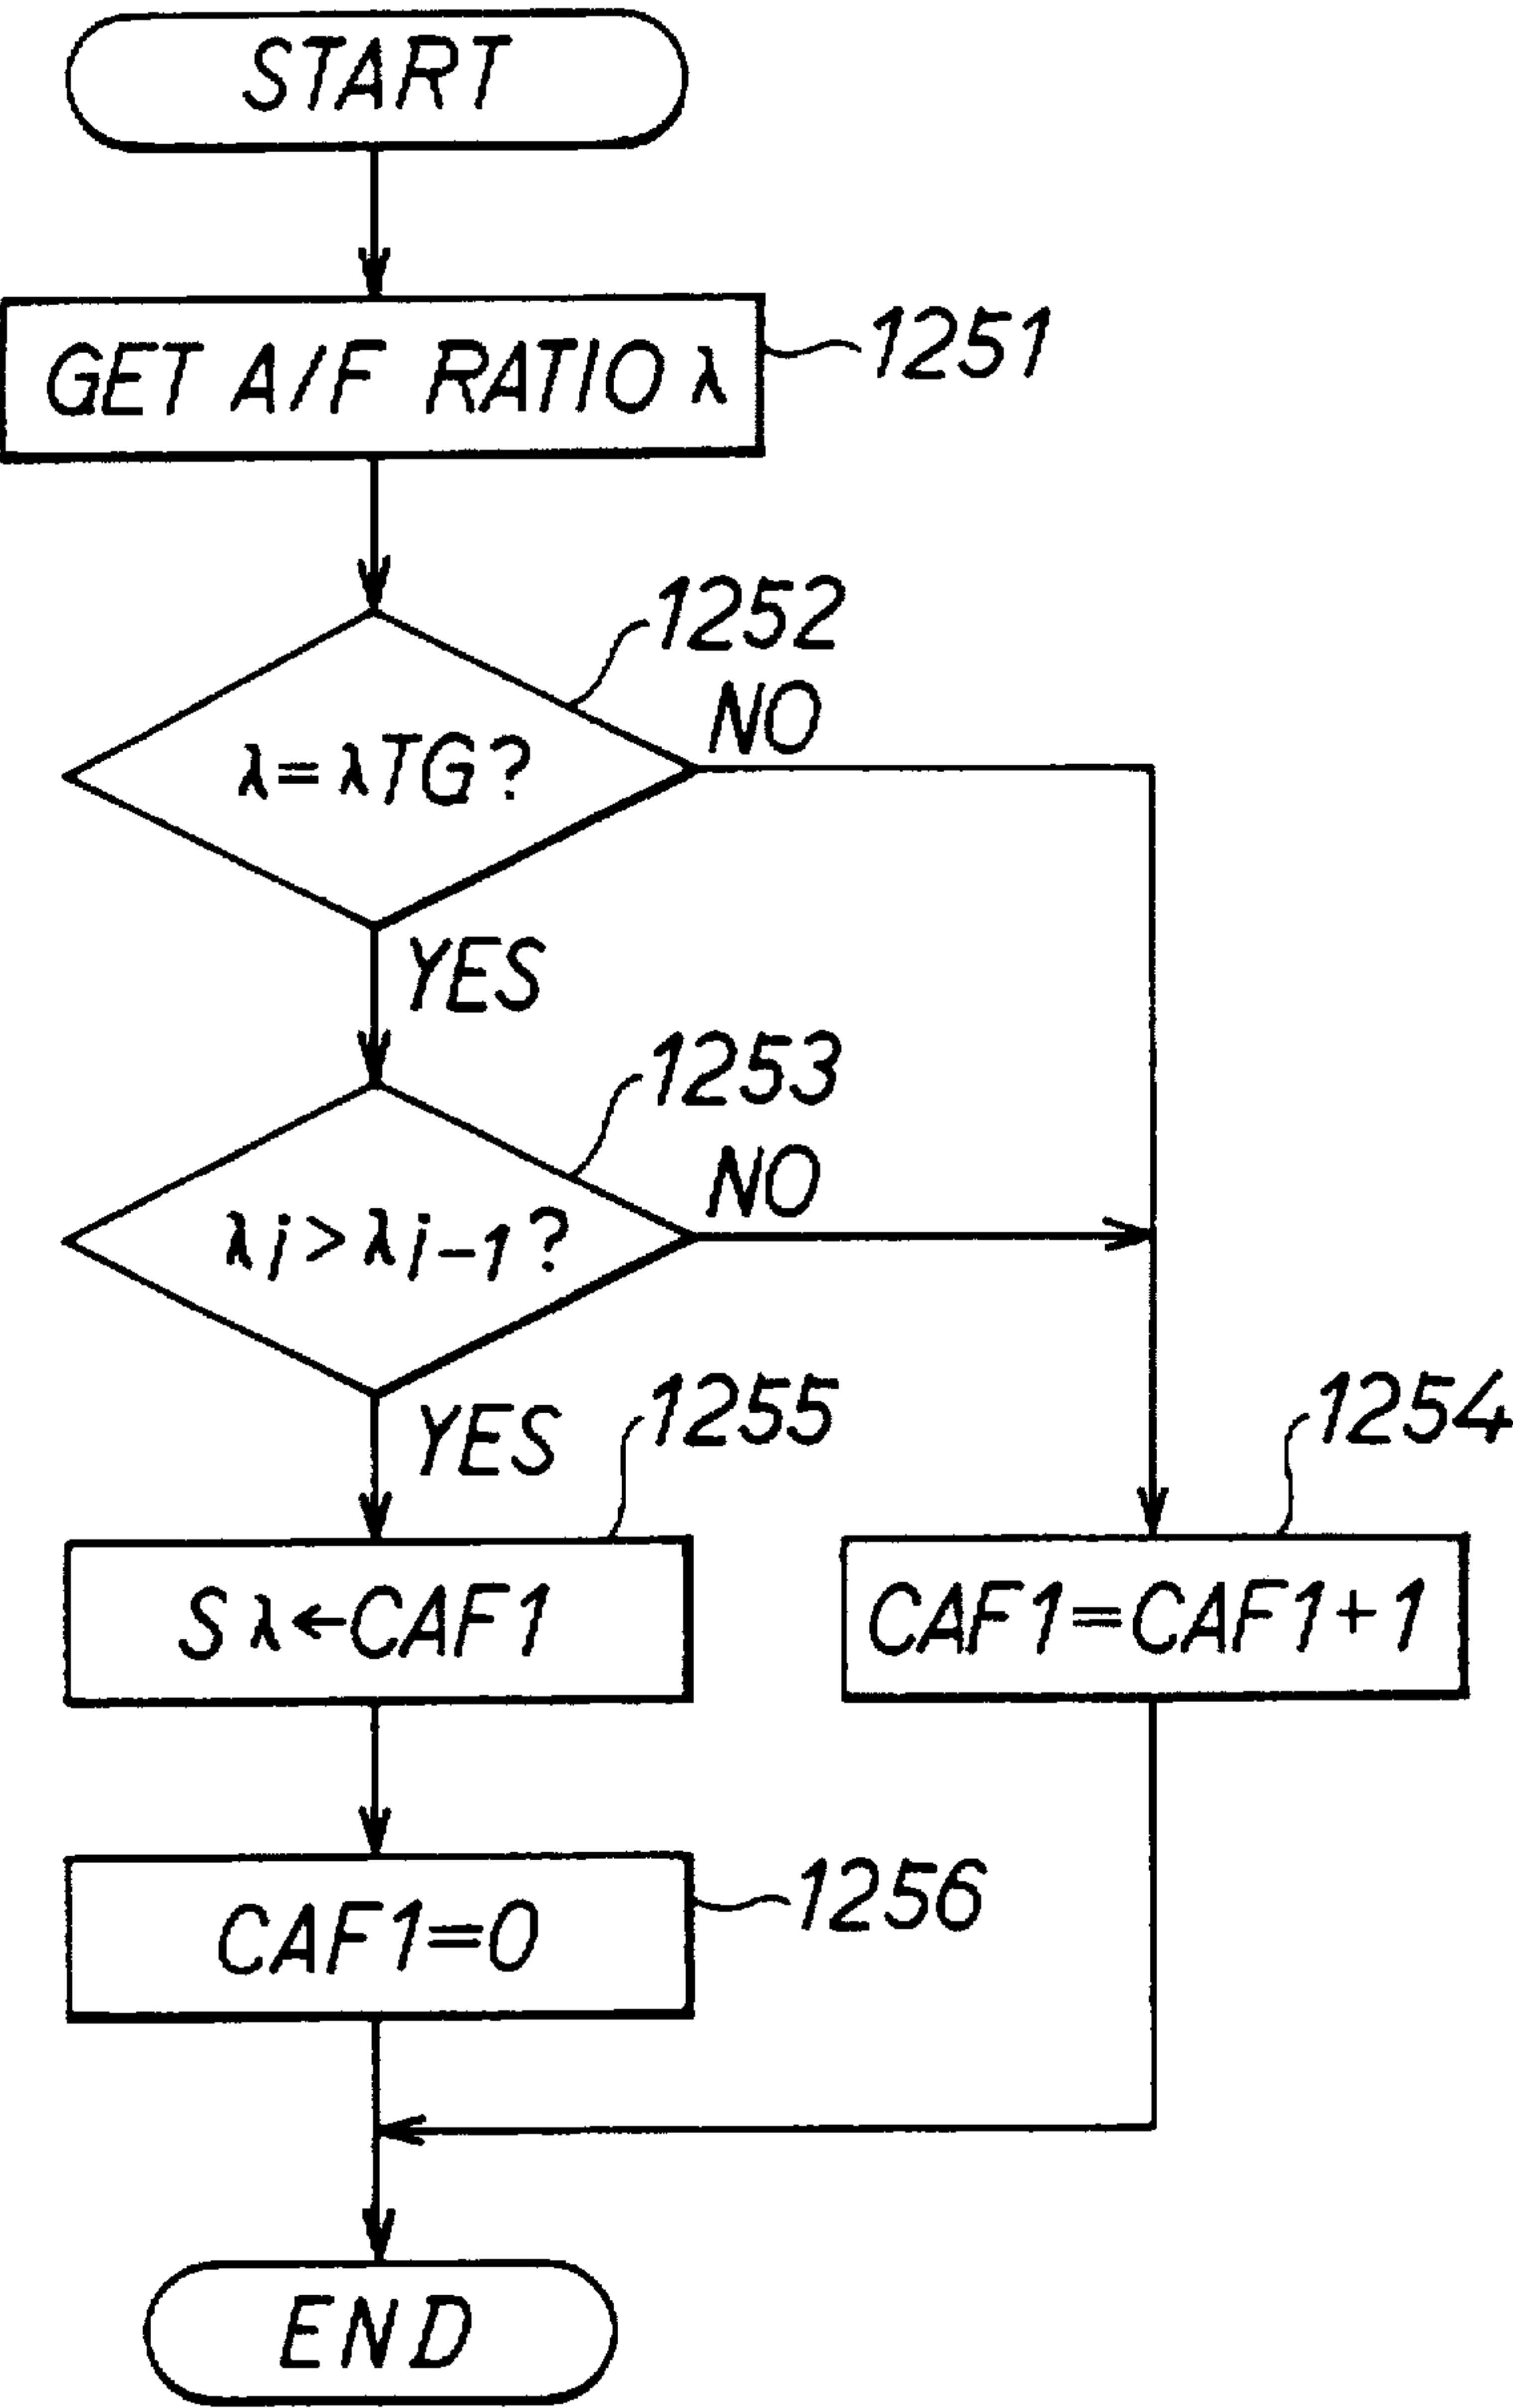 START
GET A/F RATIO λ
1251
1252
λ=λTG?
NO
YES
1253
λi>λi-1?
NO
YES
1255
Sλ←CAF1
1254
CAF1=CAF1+1
CAF1=0
1256
END